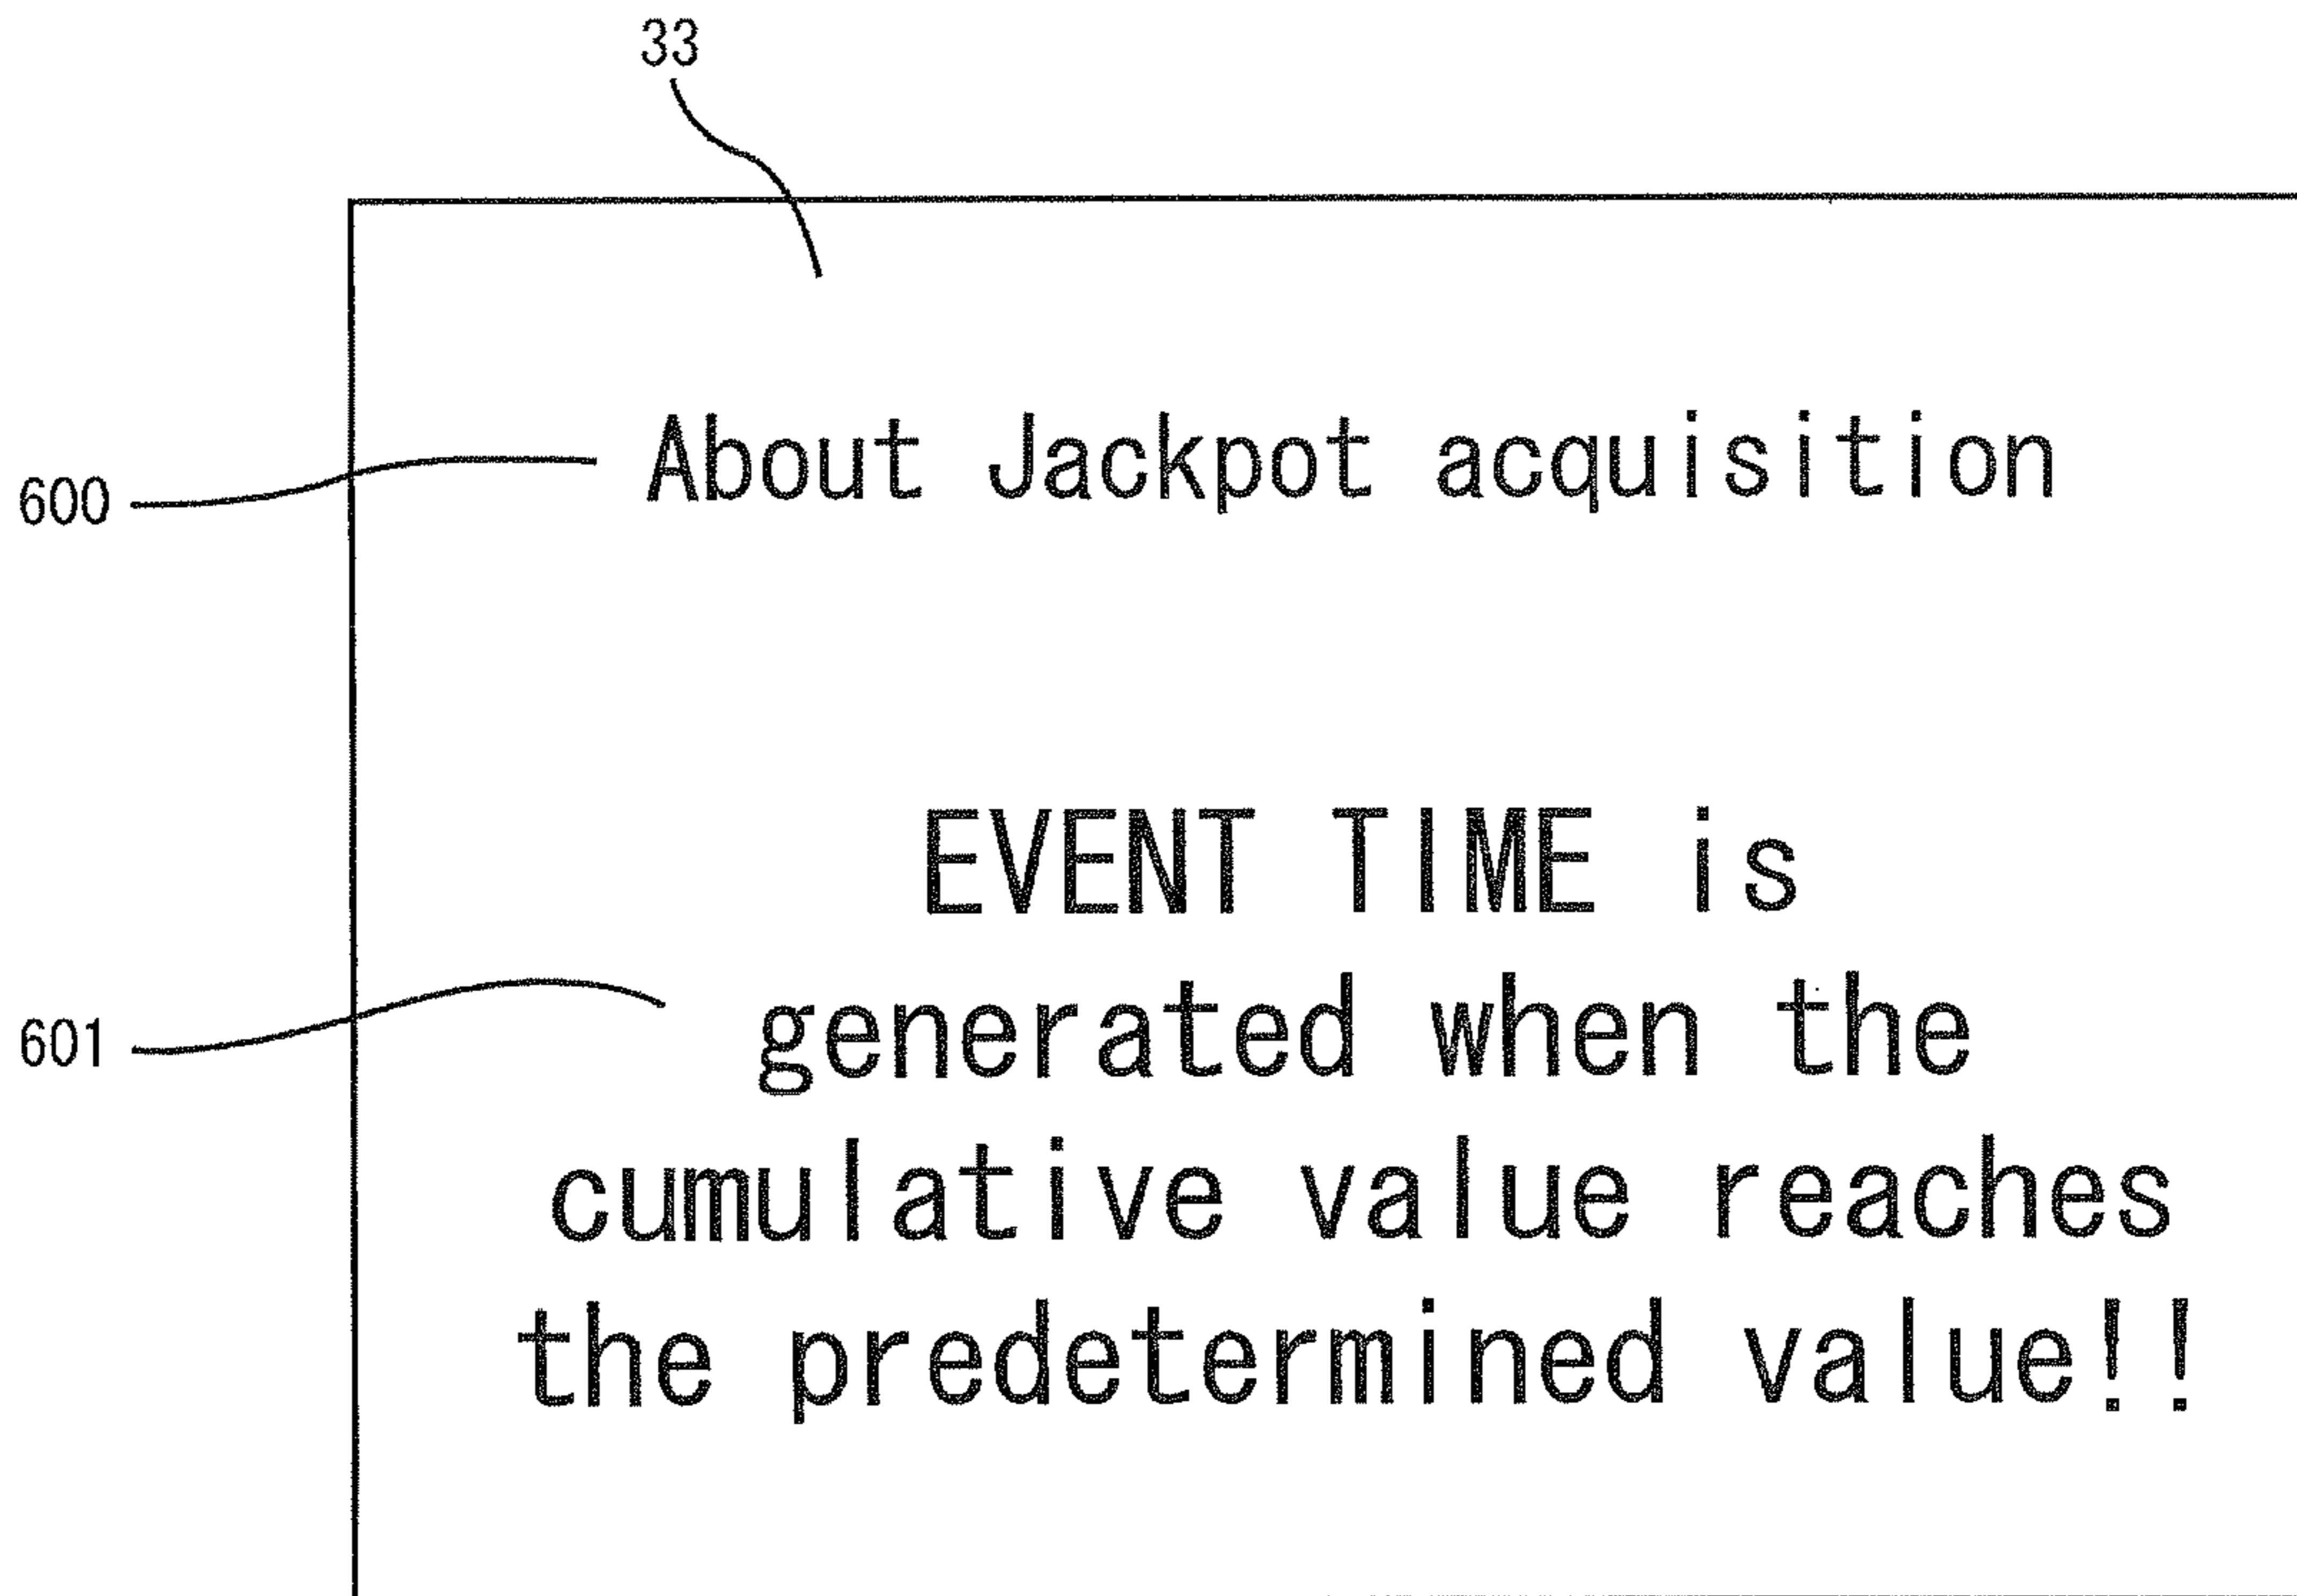 33
600
About Jackpot acquisition
EVENT TIME is
601
generated when the
cumulative value reaches
the predetermined value!!